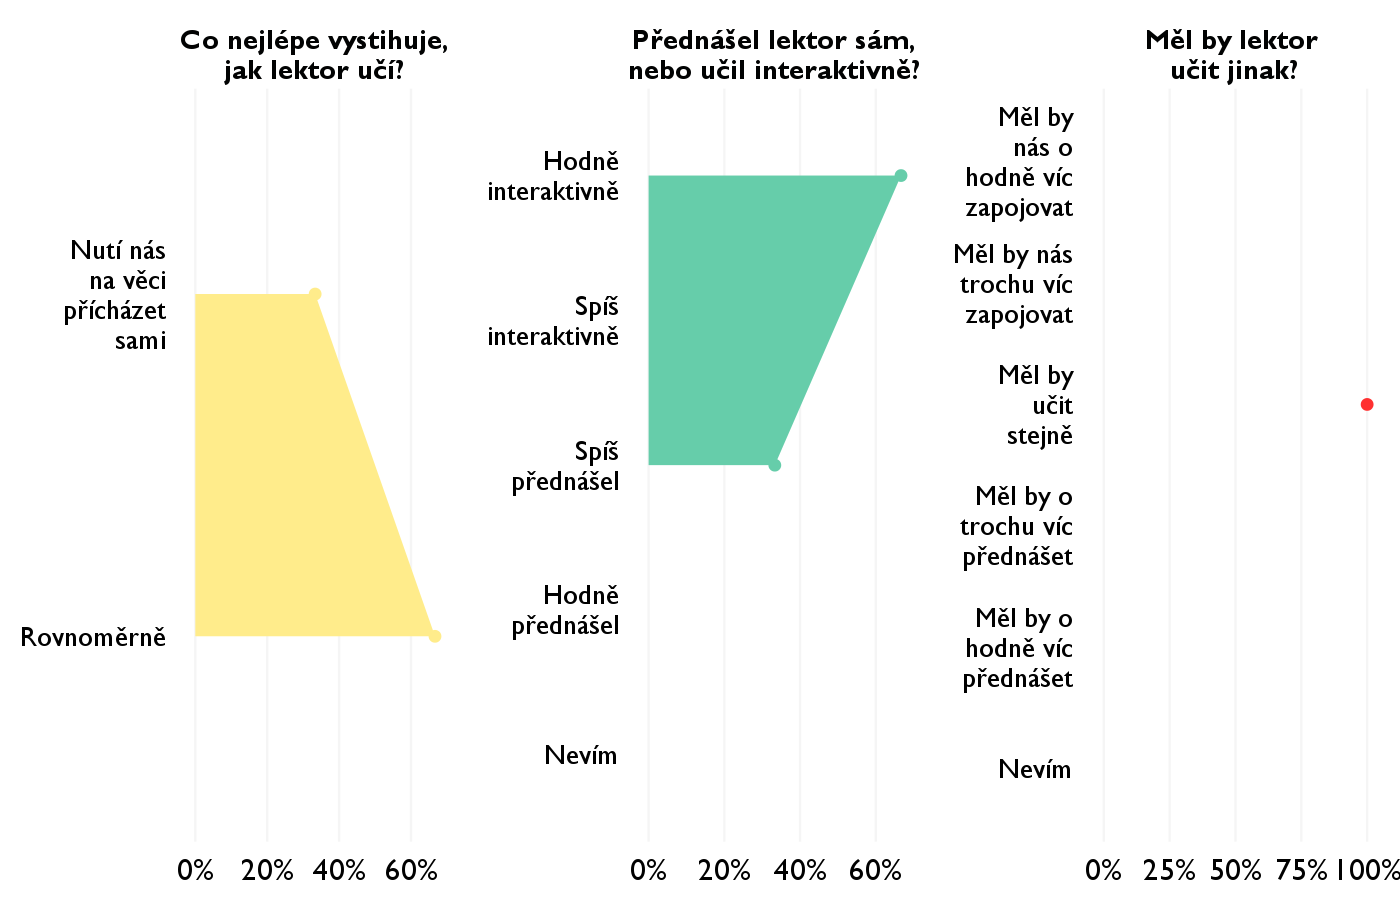 Co nejlépe vystihuje,
jak lektor učí?
Nutí nás
na věci
přícházet
sami
Rovnoměrně
0% 20% 40% 60%
Přednášel lektor sám,
nebo učil interaktivně?
Hodně
interaktivně
Spíš
interaktivně
Spíš
přednášel
Hodně
přednášel
Nevím
0% 20% 40% 60%
Měl by lektor
učit jinak?
Měl by
nás o
hodně víc
zapojovat
Měl by nás
trochu víc
zapojovat
Měl by
učit
stejně
Měl by o
trochu víc
přednášet
Měl by o
hodně víc
přednášet
Nevím
0% 25% 50% 75% 100%